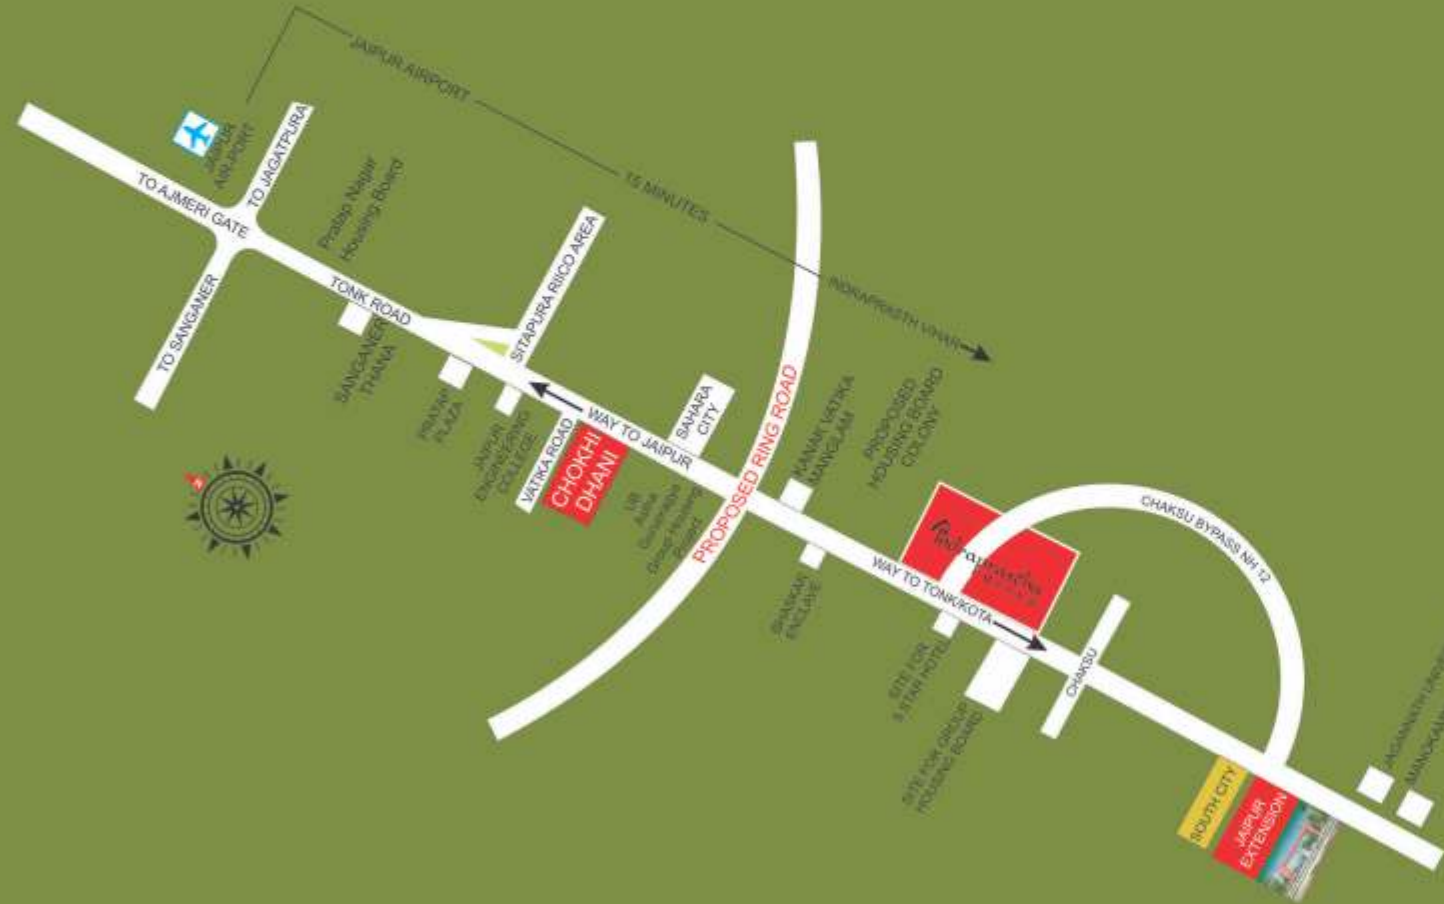 JAIPUR AIRPORT
15 MINUTES
INDRAPRASTH VIHAR
JAIPUR
AIRPORT
TO AJMERI GATE
TO JAGATPURA
TO SANGANER
Pratap Nagar
Housing Board
TONK ROAD
SANGANER
THANA
PRATAP
PLAZA
SITAPURA RIICO AREA
JAIPUR
ENGINEERING
COLLEGE
VATIKA ROAD
CHOKHI
DHANI
WAY TO JAIPUR
SAHARA
CITY
UB
Group Housing
PROPOSED RING ROAD
KANAK VATIKA
MANGLAM
PROPOSED
HOUSING BOARD
COLONY
ENCLAVE
WAY TO TONK/KOTA
CHAKSU BYPASS NH 12
SITE FOR
5 STAR HOTEL
SITE FOR GROUP
HOUSING BOARD
CHAKSU
SOUTH CITY
JAIPUR
EXTENSION
JAGANNATH
N